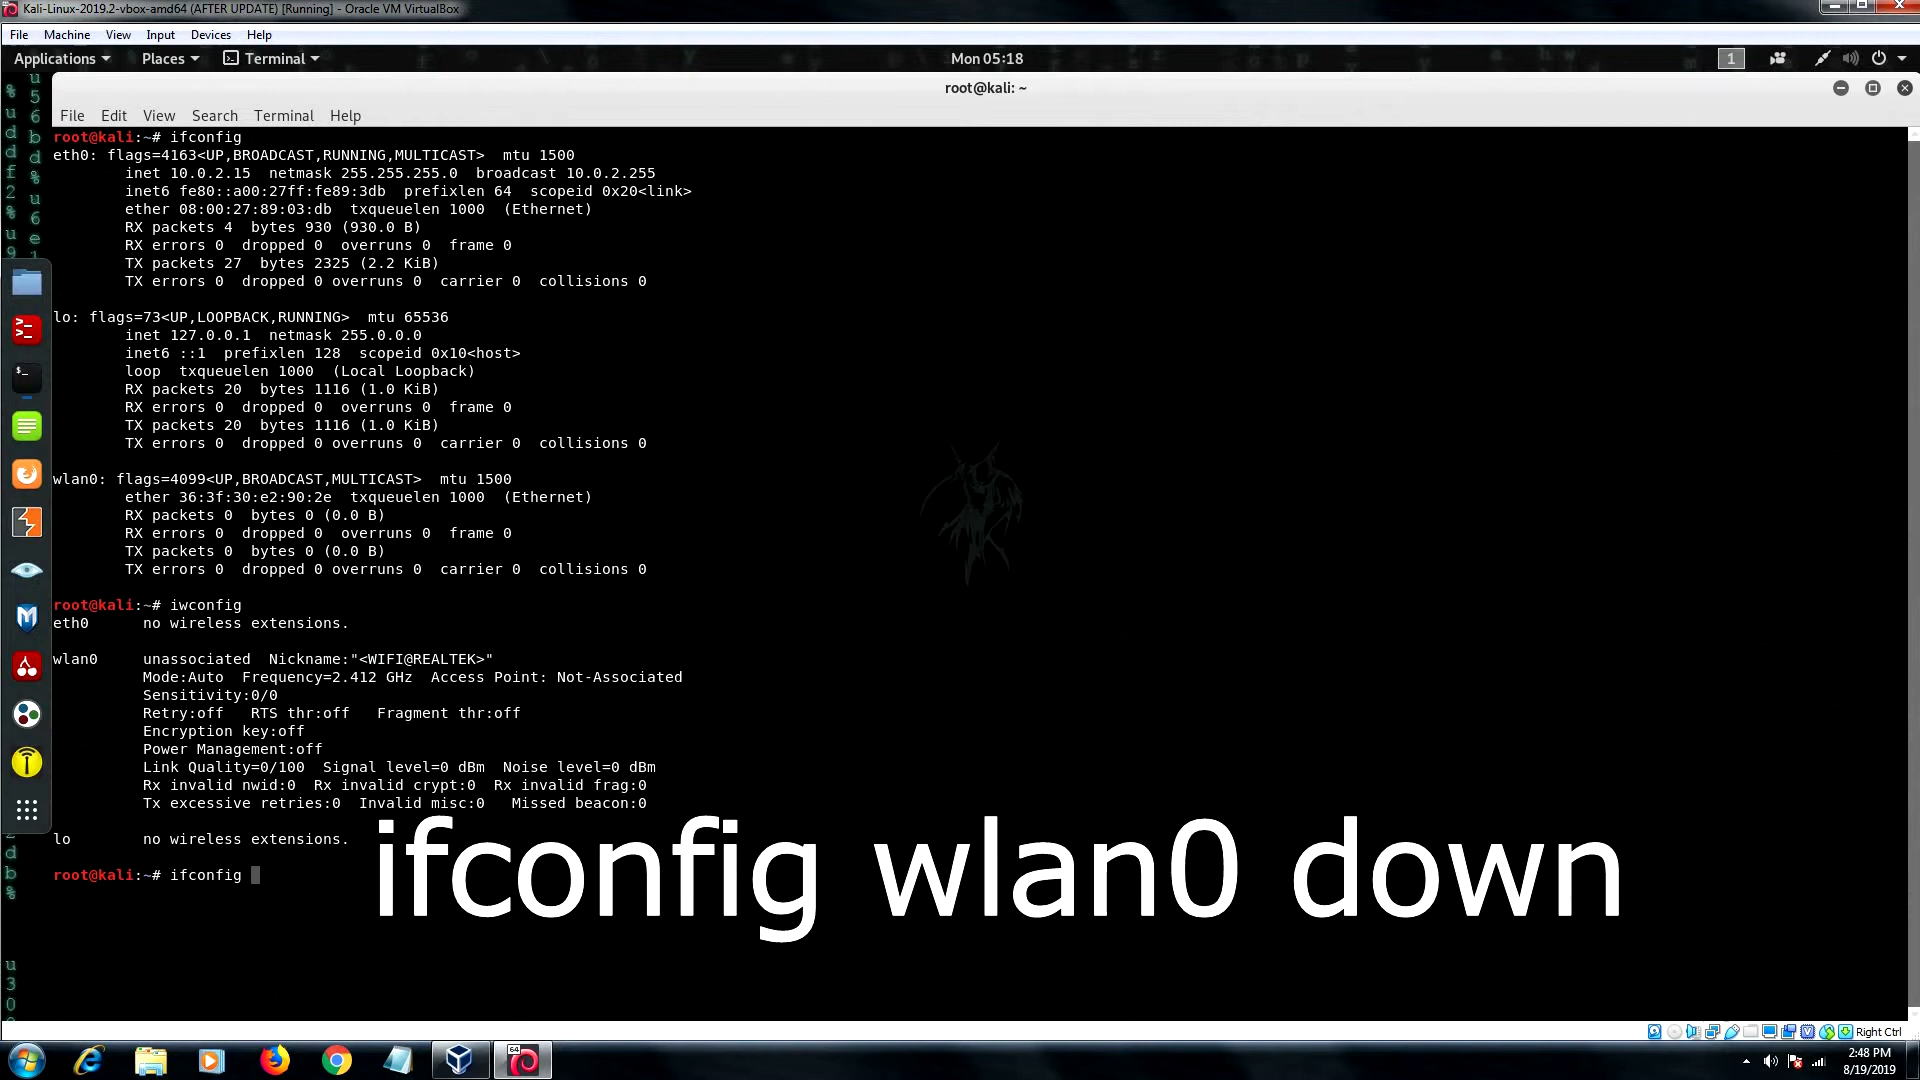 Kali-Linux-2019.2-vbox-amd64 (AFTER UPDATE) [Running] - Oracle VM VirtualBox
File Machine View Input Devices Help
Applications Places Terminal Mon 05:18 1
root@kali: ~
File Edit View Search Terminal Help
root@kali:~# ifconfig
eth0: flags=4163<UP,BROADCAST,RUNNING,MULTICAST>  mtu 1500
inet 10.0.2.15  netmask 255.255.255.0  broadcast 10.0.2.255
inet6 fe80::a00:27ff:fe89:3db  prefixlen 64  scopeid 0x20<link>
ether 08:00:27:89:03:db  txqueuelen 1000  (Ethernet)
RX packets 4  bytes 930 (930.0 B)
RX errors 0  dropped 0  overruns 0  frame 0
TX packets 27  bytes 2325 (2.2 KiB)
TX errors 0  dropped 0 overruns 0  carrier 0  collisions 0
lo: flags=73<UP,LOOPBACK,RUNNING>  mtu 65536
inet 127.0.0.1  netmask 255.0.0.0
inet6 ::1  prefixlen 128  scopeid 0x10<host>
loop  txqueuelen 1000  (Local Loopback)
RX packets 20  bytes 1116 (1.0 KiB)
RX errors 0  dropped 0  overruns 0  frame 0
TX packets 20  bytes 1116 (1.0 KiB)
TX errors 0  dropped 0 overruns 0  carrier 0  collisions 0
wlan0: flags=4099<UP,BROADCAST,MULTICAST>  mtu 1500
ether 36:3f:30:e2:90:2e  txqueuelen 1000  (Ethernet)
RX packets 0  bytes 0 (0.0 B)
RX errors 0  dropped 0  overruns 0  frame 0
TX packets 0  bytes 0 (0.0 B)
TX errors 0  dropped 0 overruns 0  carrier 0  collisions 0
root@kali:~# iwconfig
eth0      no wireless extensions.
wlan0     unassociated  Nickname:"<WIFI@REALTEK>"
Mode:Auto  Frequency=2.412 GHz  Access Point: Not-Associated
Sensitivity:0/0
Retry:off   RTS thr:off   Fragment thr:off
Encryption key:off
Power Management:off
Link Quality=0/100  Signal level=0 dBm  Noise level=0 dBm
Rx invalid nwid:0  Rx invalid crypt:0  Rx invalid frag:0
Tx excessive retries:0  Invalid misc:0   Missed beacon:0
lo        no wireless extensions.
root@kali:~# ifconfig
ifconfig wlan0 down
Right Ctrl
64
2:48 PM
8/19/2019